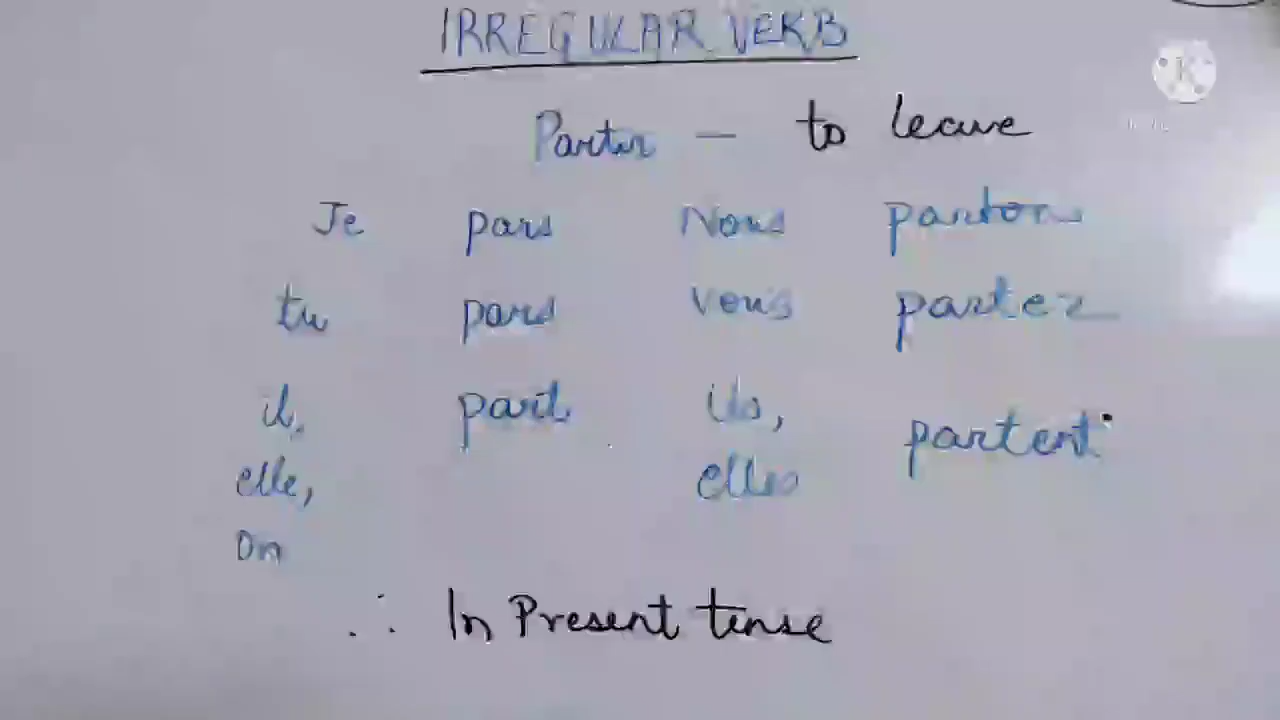 IRREGULAR VERB
Partir — to leave
Je pars Nous partons
tu pars vous partez
il, part ils, partent
elle, elles
On
∴ In Present tense
K